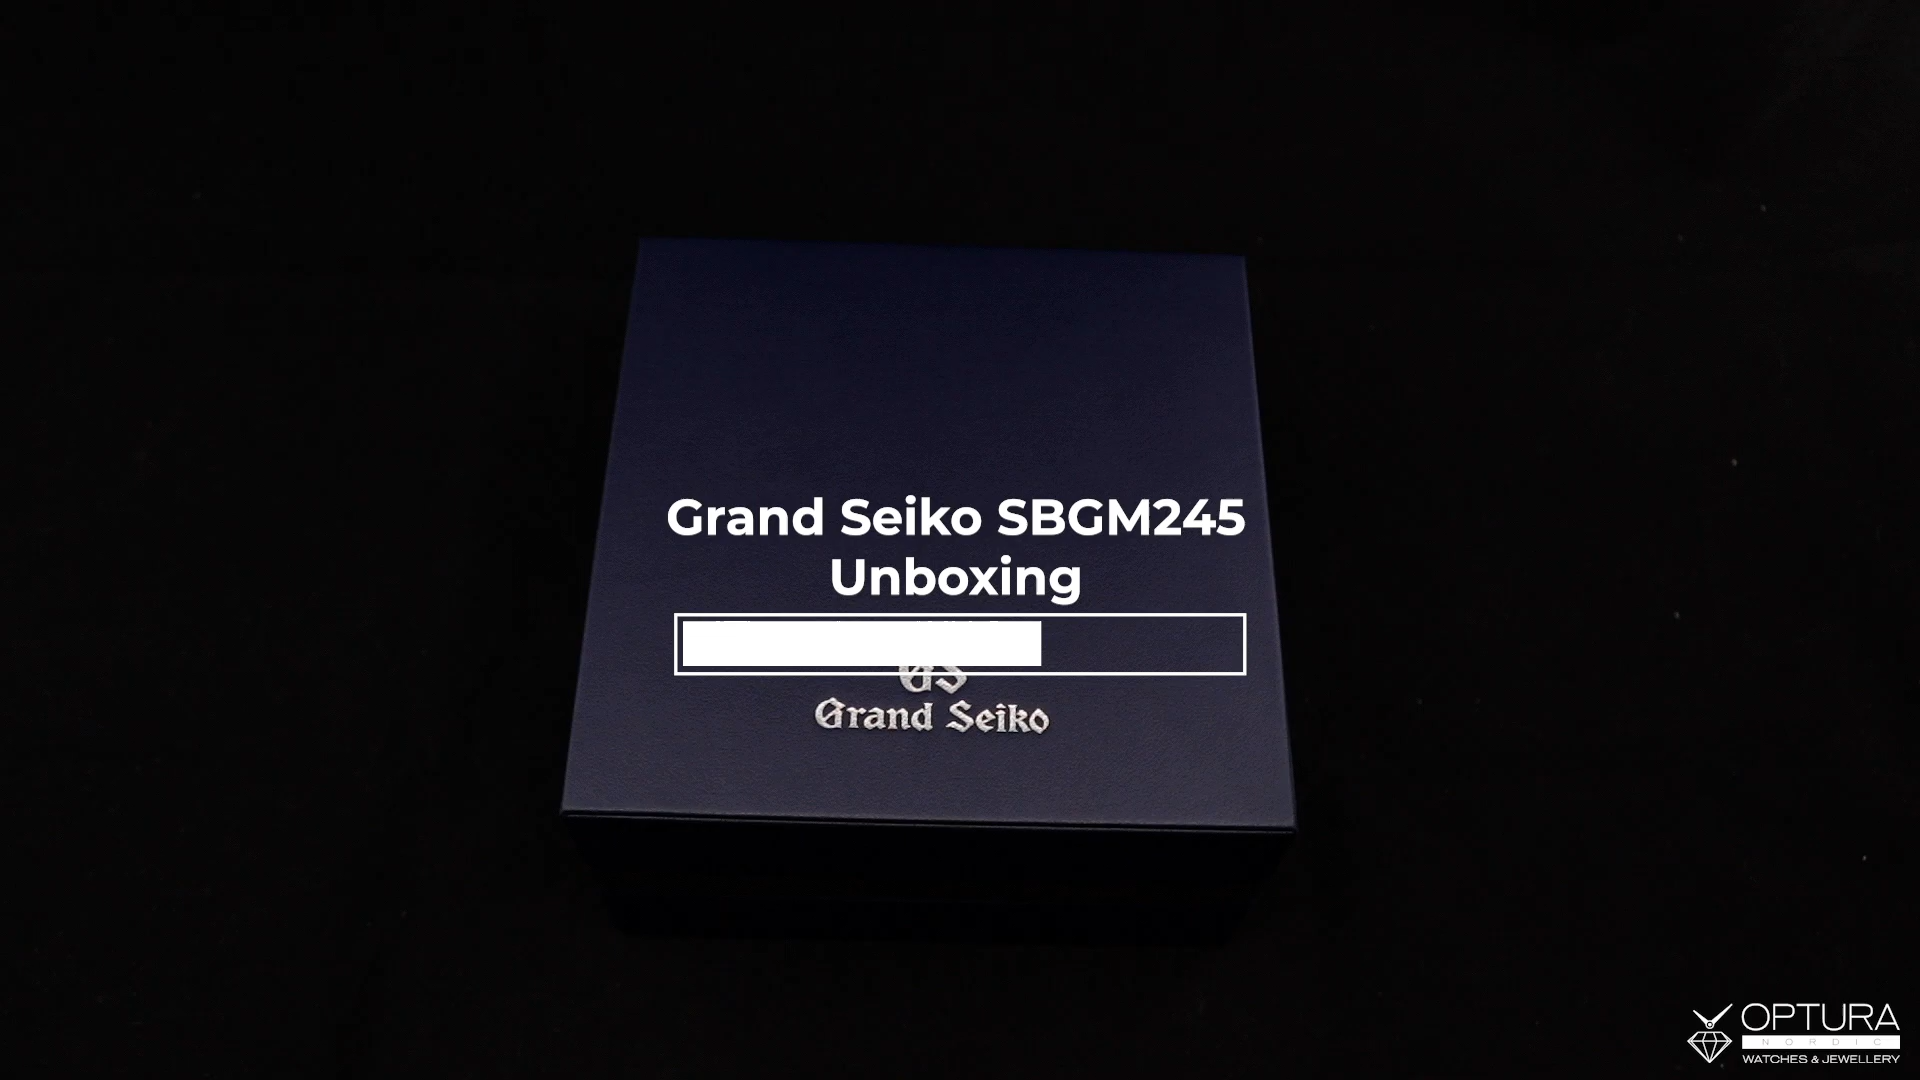 Grand Seiko SBGM245
Unboxing
GS
Grand Seiko
OPTURA
NORDIC
WATCHES & JEWELLERY